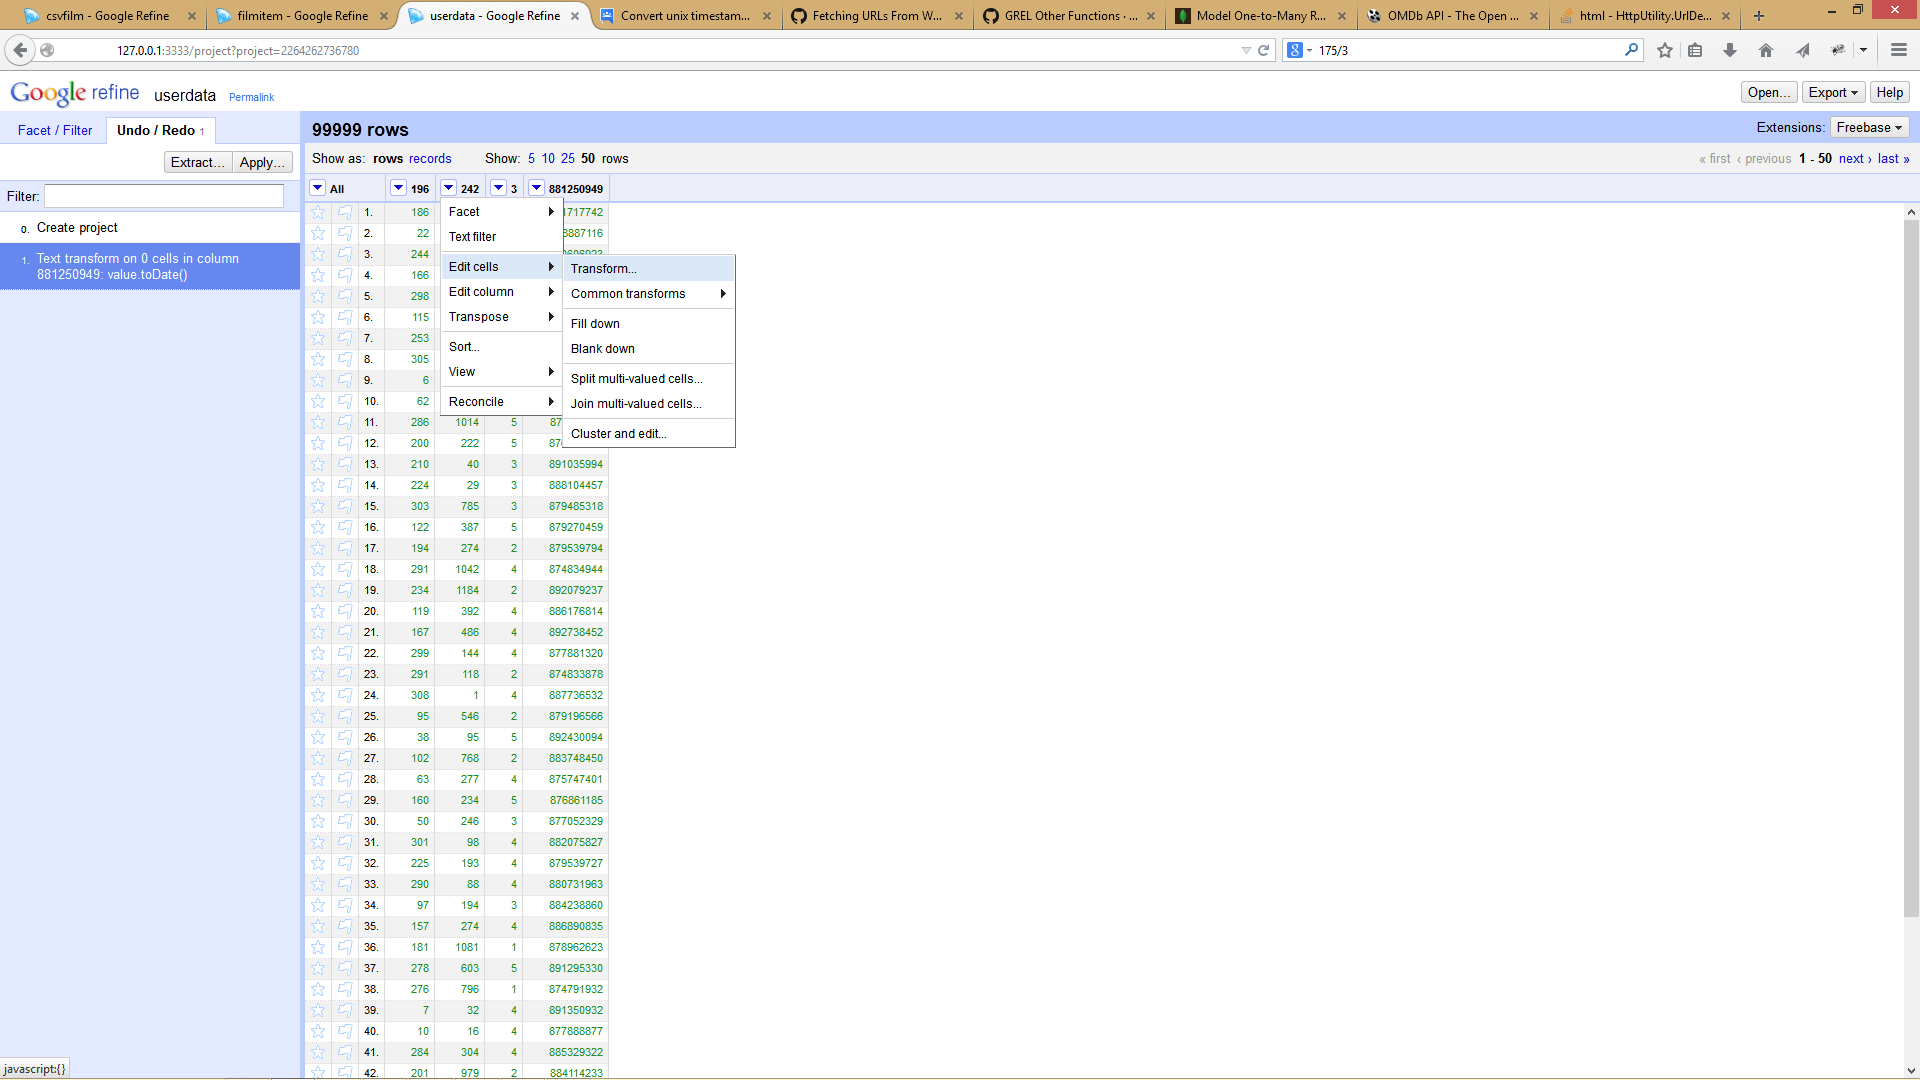 csvfilm - Google Refine
filmitem - Google Refine
userdata - Google Refine
Convert unix timestam...
Fetching URLs From W...
GREL Other Functions · ...
Model One-to-Many R...
OMDb API - The Open ...
html - HttpUtility.UrlDe...
127.0.0.1:3333/project?project=2264262736780
175/3
Google refine userdata Permalink
Open... Export Help
Facet / Filter Undo / Redo 1
99999 rows
Extensions: Freebase
Extract... Apply...
Show as: rows records Show: 5 10 25 50 rows
« first ‹ previous 1 - 50 next › last »
Filter:
0. Create project
1. Text transform on 0 cells in column
881250949: value.toDate()
All 196 242 3 881250949
1. 186 1717742
2. 22 3887116
3. 244
4. 166
5. 298
6. 115
7. 253
8. 305
9. 6
10. 62
11. 286 1014 5 87
12. 200 222 5 87
13. 210 40 3 891035994
14. 224 29 3 888104457
15. 303 785 3 879485318
16. 122 387 5 879270459
17. 194 274 2 879539794
18. 291 1042 4 874834944
19. 234 1184 2 892079237
20. 119 392 4 886176814
21. 167 486 4 892738452
22. 299 144 4 877881320
23. 291 118 2 874833878
24. 308 1 4 887736532
25. 95 546 2 879196566
26. 38 95 5 892430094
27. 102 768 2 883748450
28. 63 277 4 875747401
29. 160 234 5 876861185
30. 50 246 3 877052329
31. 301 98 4 882075827
32. 225 193 4 879539727
33. 290 88 4 880731963
34. 97 194 3 884238860
35. 157 274 4 886890835
36. 181 1081 1 878962623
37. 278 603 5 891295330
38. 276 796 1 874791932
39. 7 32 4 891350932
40. 10 16 4 877888877
41. 284 304 4 885329322
42. 201 979 2 884114233
Facet
Text filter
Edit cells
Edit column
Transpose
Sort...
View
Reconcile
Transform...
Common transforms
Fill down
Blank down
Split multi-valued cells...
Join multi-valued cells...
Cluster and edit...
javascript:{}